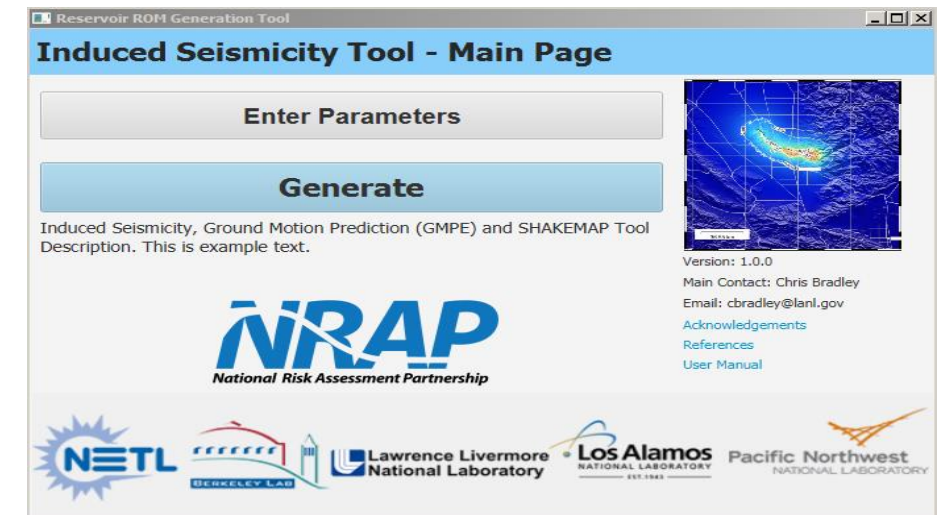 Reservoir ROM Generation Tool
Induced Seismicity Tool - Main Page
Enter Parameters
Generate
Induced Seismicity, Ground Motion Prediction (GMPE) and SHAKEMAP Tool
Description. This is example text.
Version: 1.0.0
Main Contact: Chris Bradley
Email: cbradley@lanl.gov
Acknowledgements
References
User Manual
NRAP
National Risk Assessment Partnership
NETL
BERKELEY LAB
Lawrence Livermore
National Laboratory
Los Alamos
NATIONAL LABORATORY
EST.1943
Pacific Northwest
NATIONAL LABORATORY